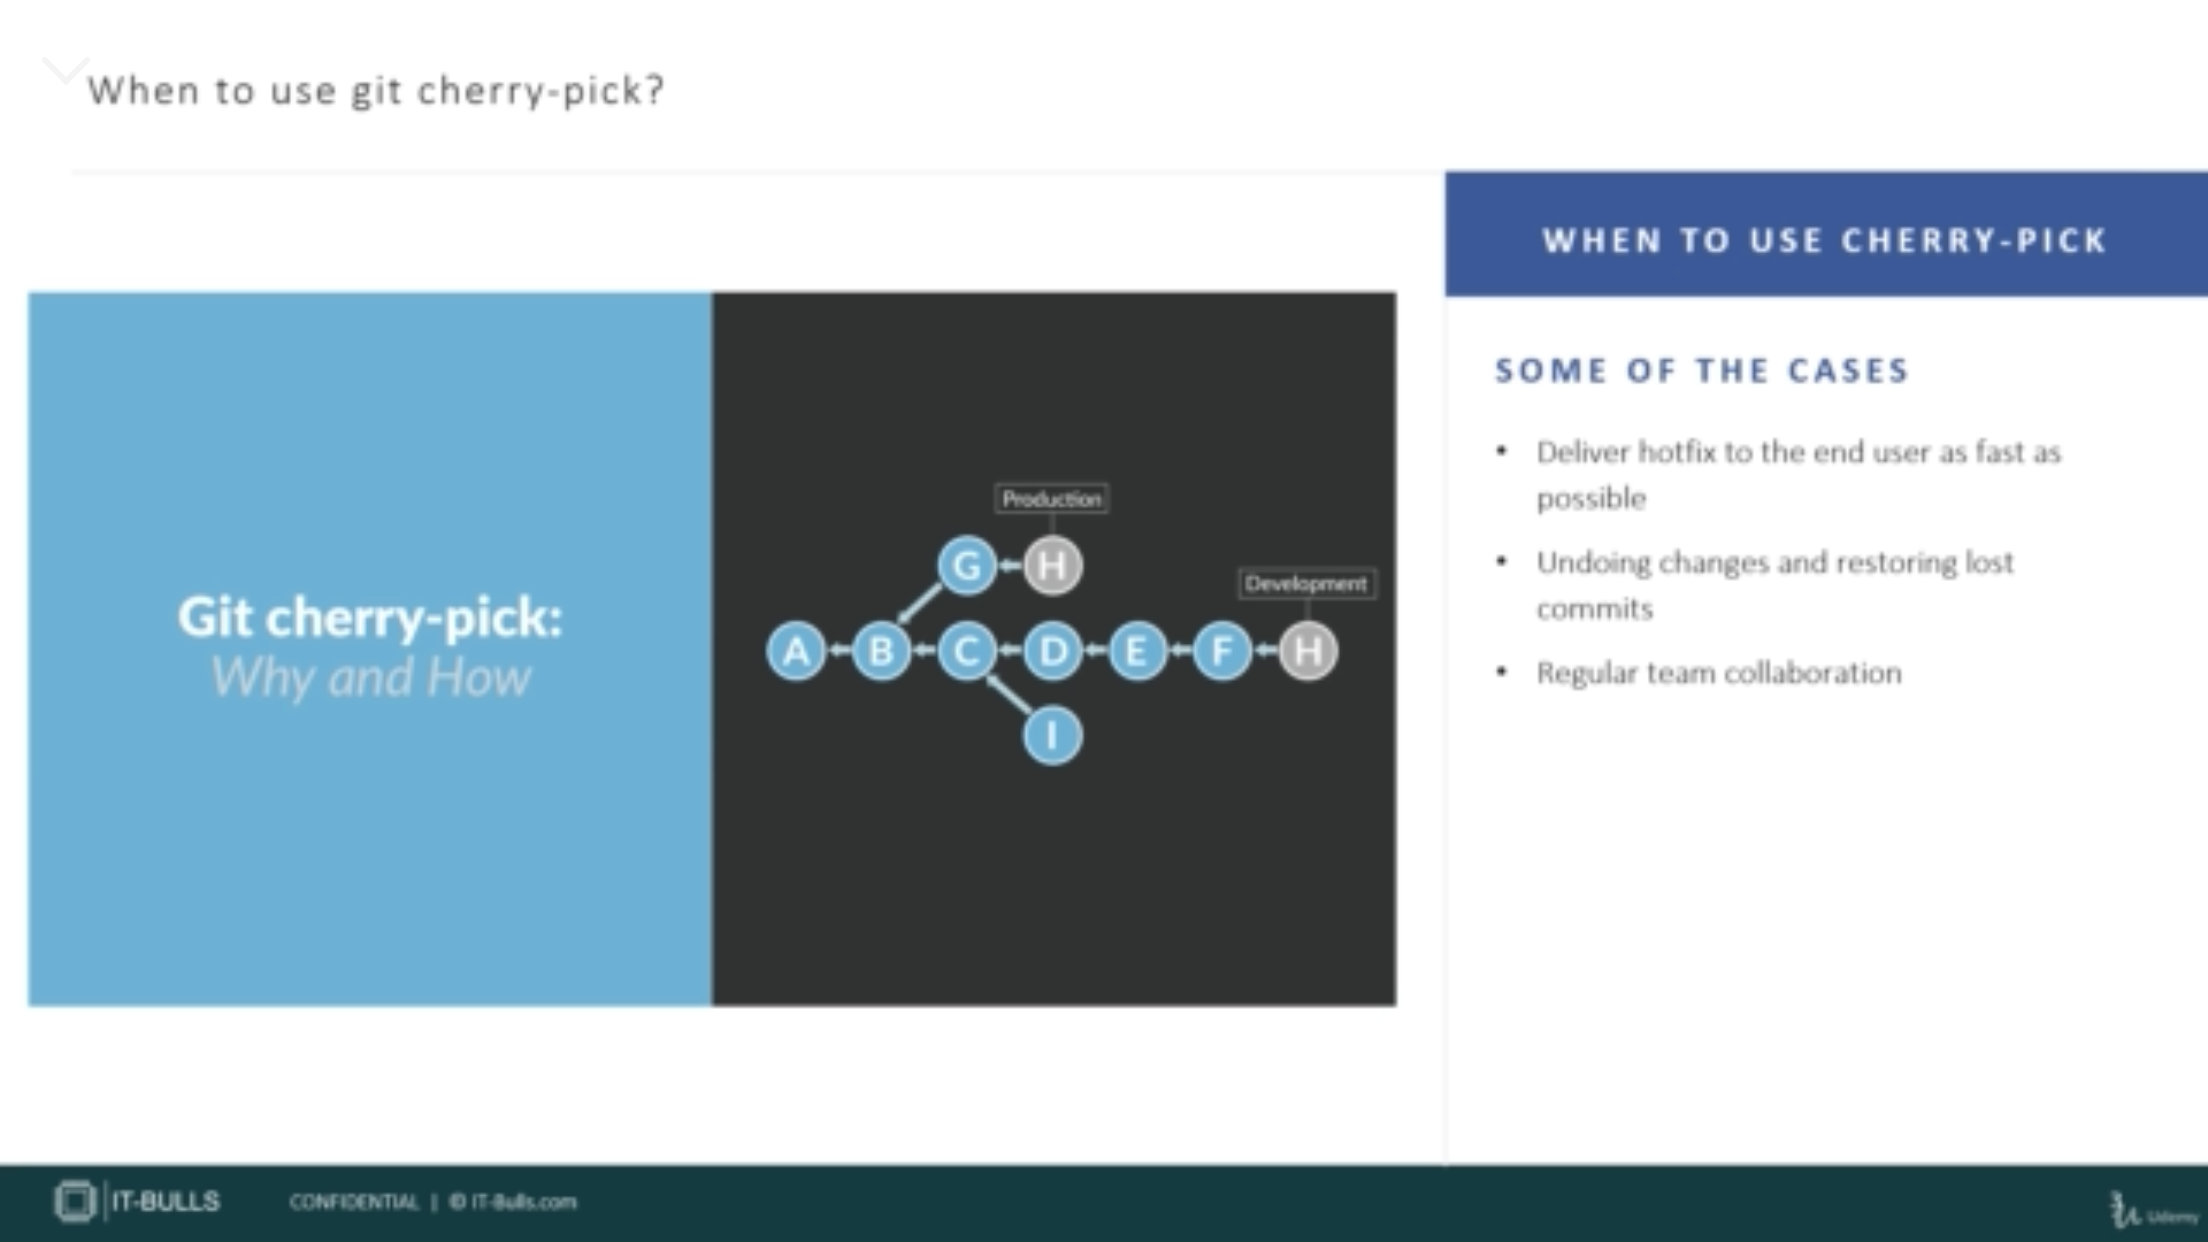 When to use git cherry-pick?
WHEN TO USE CHERRY-PICK
Git cherry-pick:
Why and How
Production
G H
Development
A B C D E F H
I
SOME OF THE CASES
• Deliver hotfix to the end user as fast as
possible
• Undoing changes and restoring lost
commits
• Regular team collaboration
IT-BULLS
CONFIDENTIAL | © IT-Bulls.com
Udemy